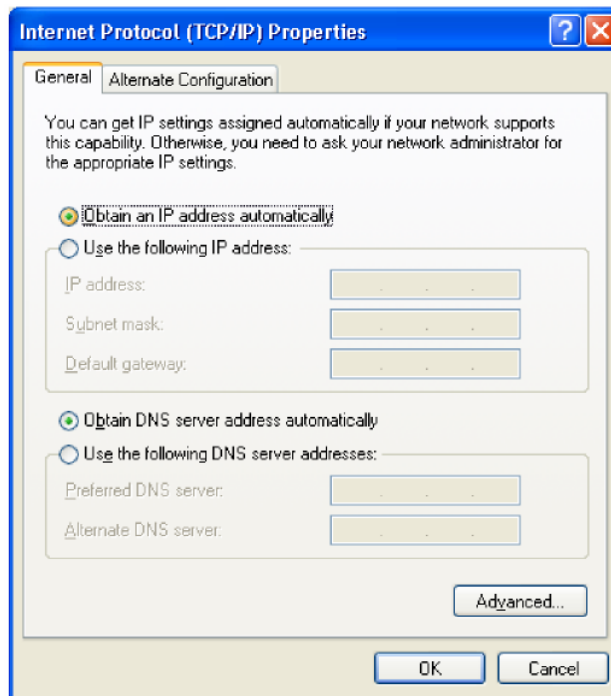 Internet Protocol (TCP/IP) Properties
General
Alternate Configuration
You can get IP settings assigned automatically if your network supports
this capability. Otherwise, you need to ask your network administrator for
the appropriate IP settings.
Obtain an IP address automatically
Use the following IP address:
IP address:
Subnet mask:
Default gateway:
Obtain DNS server address automatically
Use the following DNS server addresses:
Preferred DNS server:
Alternate DNS server:
Advanced...
OK
Cancel